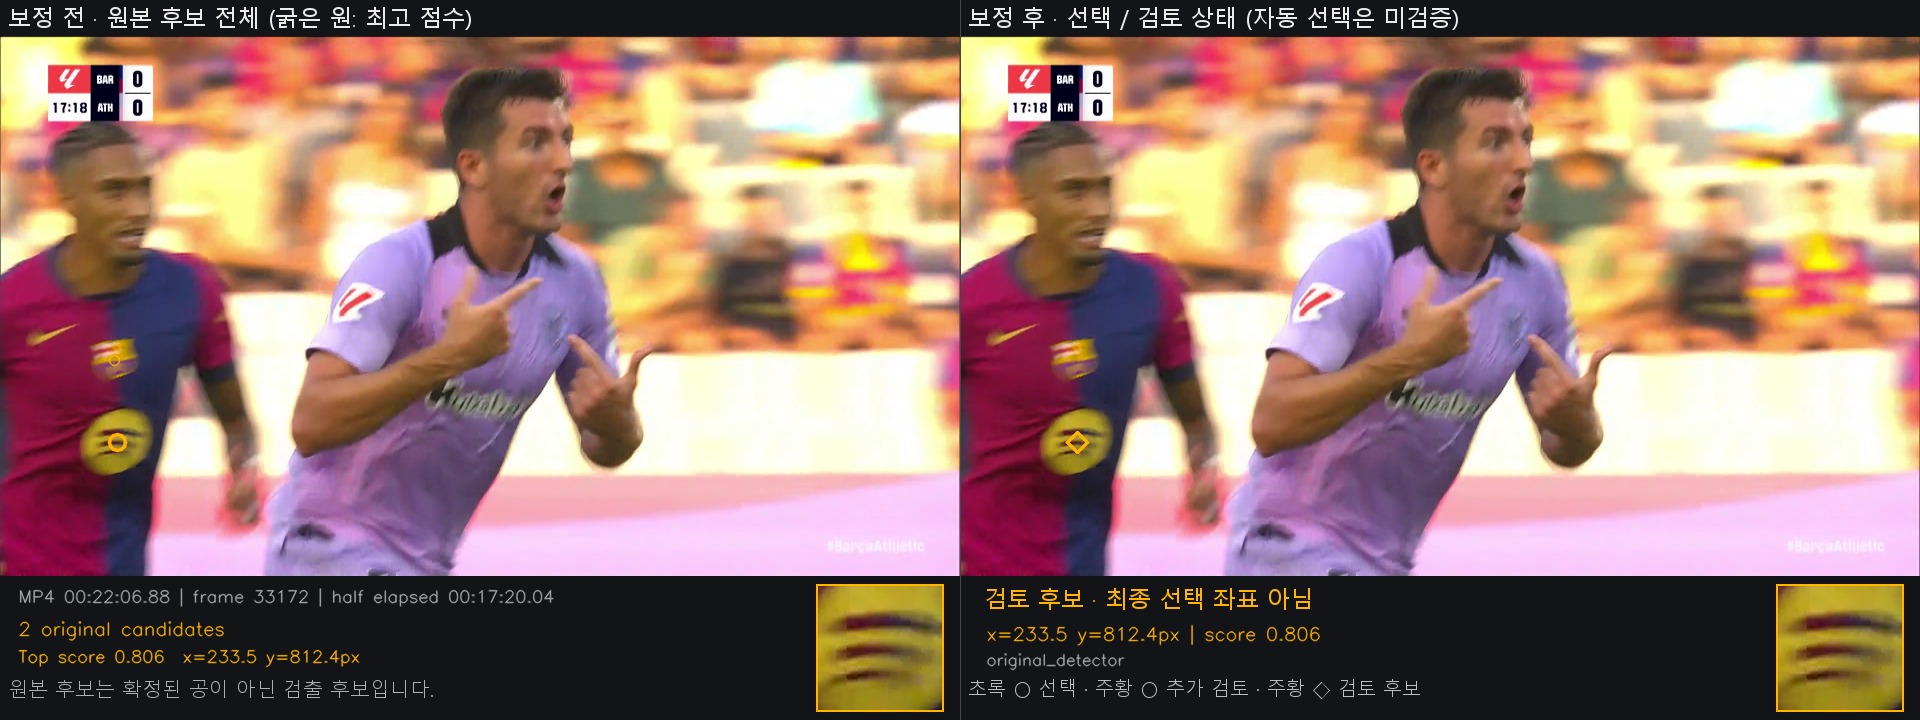 보정 전 · 원본 후보 전체 (굵은 원: 최고 점수)
보정 후 · 선택 / 검토 상태 (자동 선택은 미검증)
BAR 0
17:18 ATH 0
BAR 0
17:18 ATH 0
#BarçaAthletic
#BarçaAthletic
MP4 00:22:06.88 | frame 33172 | half elapsed 00:17:20.04
2 original candidates
Top score 0.806 x=233.5 y=812.4px
원본 후보는 확정된 공이 아닌 검출 후보입니다.
검토 후보 · 최종 선택 좌표 아님
x=233.5 y=812.4px | score 0.806
original_detector
초록 ○ 선택 · 주황 ○ 추가 검토 · 주황 ◇ 검토 후보